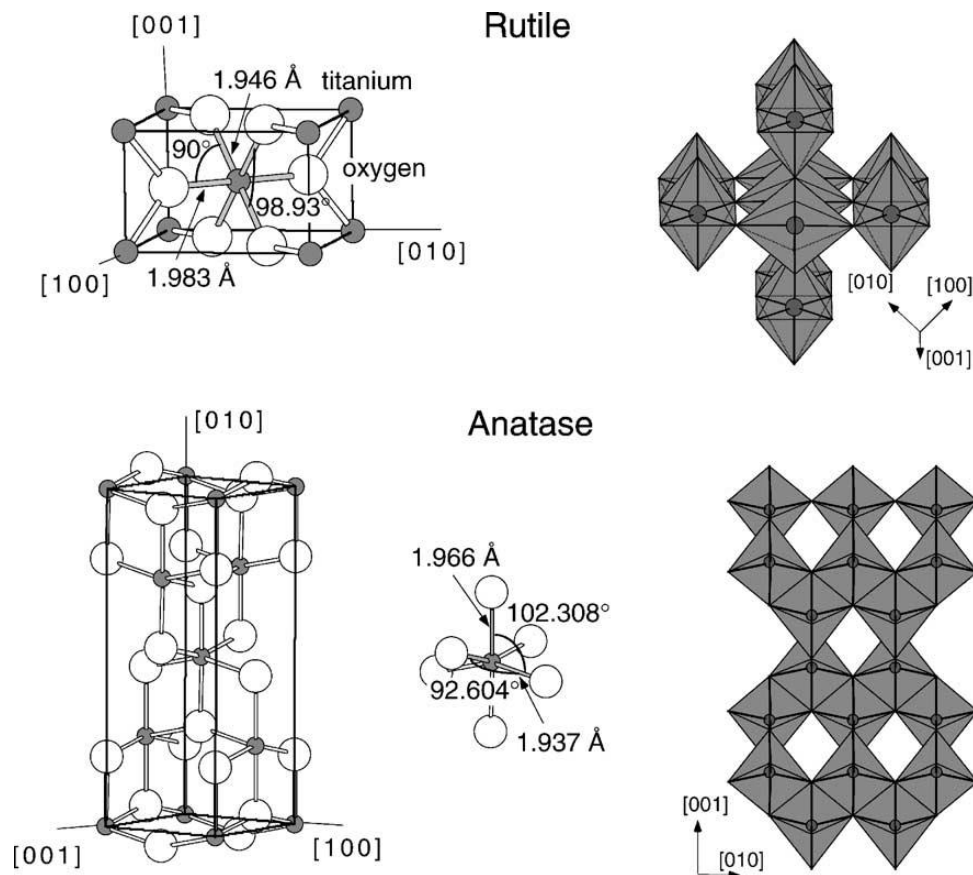 Rutile
[001]
1.946 Å
titanium
90°
oxygen
98.93°
[010]
[100]
1.983 Å
[010]
[100]
[001]
Anatase
[010]
1.966 Å
102.308°
92.604°
1.937 Å
[001]
[100]
[001]
[010]